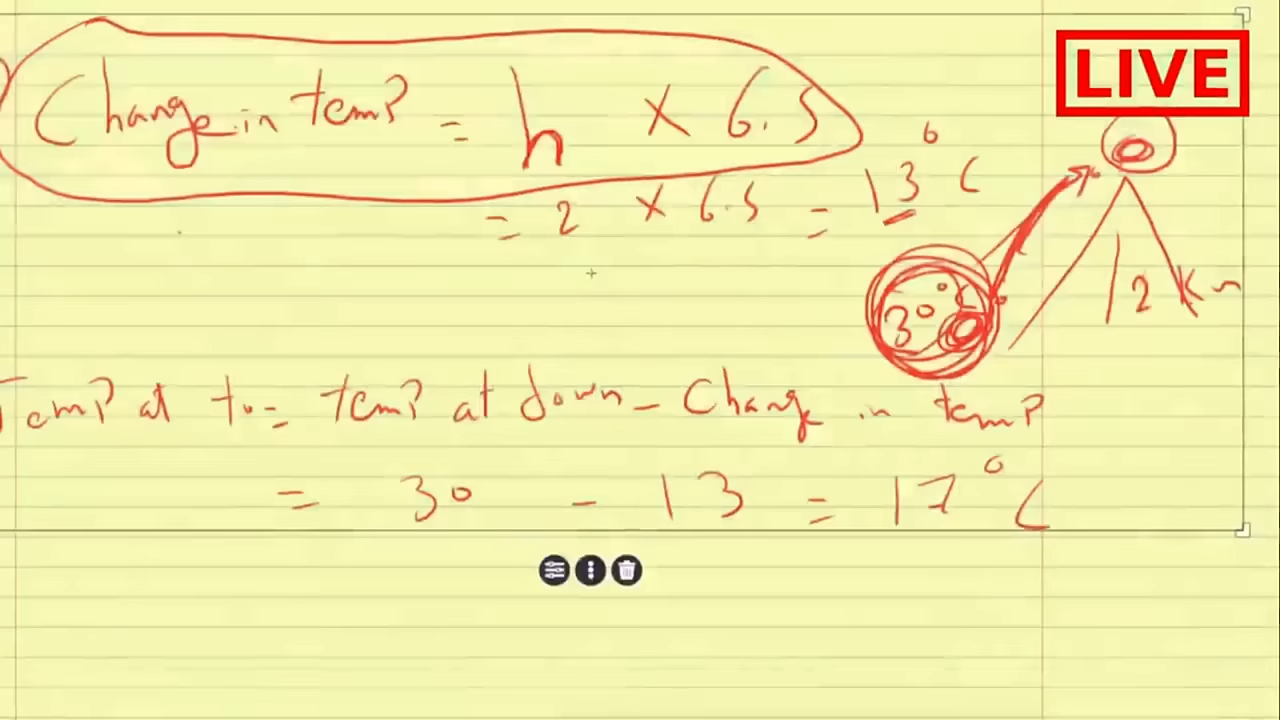 LIVE
Change in temp = h × 6.5
= 2 × 6.5 = 13°C
30°C
2 Km
Temp at to = temp at down - Change in temp
= 30 - 13 = 17°C